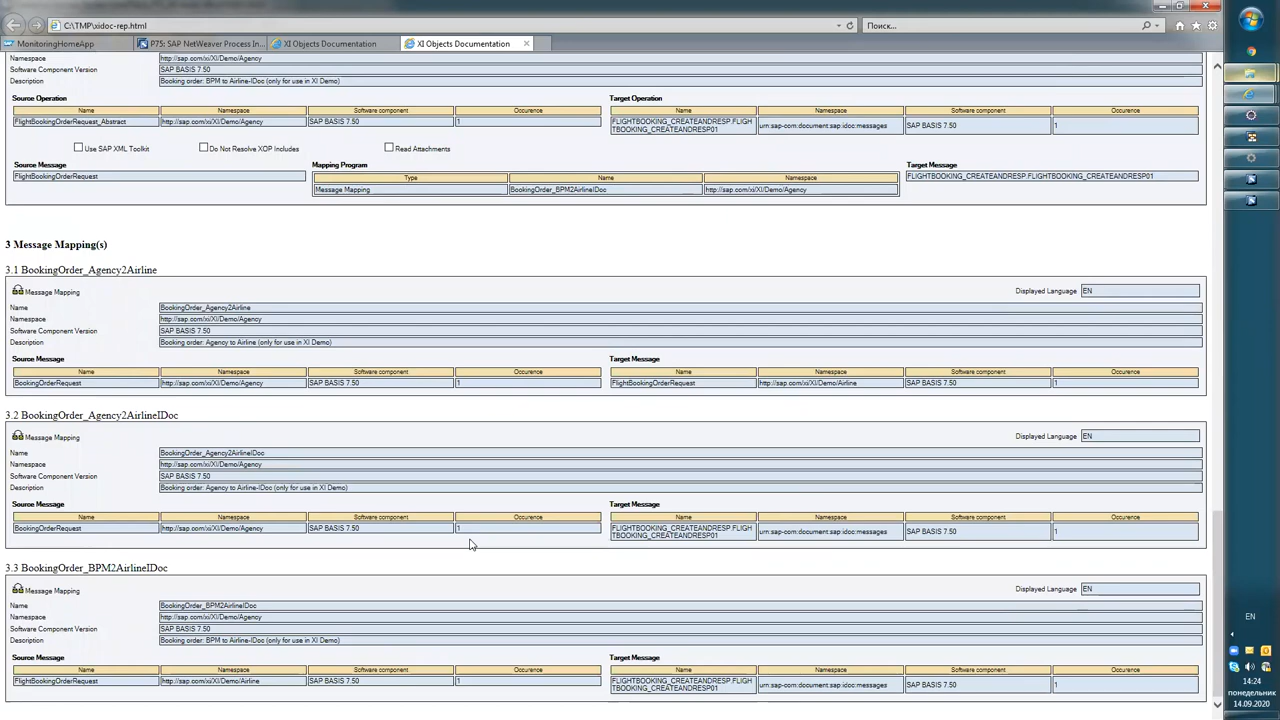 C:\TMP\xidoc-rep.html
Поиск...
MonitoringHomeApp
P75: SAP NetWeaver Process In...
XI Objects Documentation
XI Objects Documentation
Namespace http://sap.com/xi/XI/Demo/Agency
Software Component Version SAP BASIS 7.50
Description Booking order: BPM to Airline-IDoc (only for use in XI Demo)
Source Operation Target Operation
Name Namespace Software component Occurence Name Namespace Software component Occurence
FlightBookingOrderRequest_Abstract http://sap.com/xi/XI/Demo/Agency SAP BASIS 7.50 1 FLIGHTBOOKING_CREATEANDRESP.FLIGH urn:sap-com:document:sap:idoc:messages SAP BASIS 7.50 1
TBOOKING_CREATEANDRESP01
Use SAP XML Toolkit Do Not Resolve XOP Includes Read Attachments
Source Message Mapping Program Target Message
FlightBookingOrderRequest Type Name Namespace FLIGHTBOOKING_CREATEANDRESP.FLIGHTBOOKING_CREATEANDRESP01
Message Mapping BookingOrder_BPM2AirlineIDoc http://sap.com/xi/XI/Demo/Agency
3 Message Mapping(s)
3.1 BookingOrder_Agency2Airline
Message Mapping Displayed Language EN
Name BookingOrder_Agency2Airline
Namespace http://sap.com/xi/XI/Demo/Agency
Software Component Version SAP BASIS 7.50
Description Booking order: Agency to Airline (only for use in XI Demo)
Source Message Target Message
Name Namespace Software component Occurence Name Namespace Software component Occurence
BookingOrderRequest http://sap.com/xi/XI/Demo/Agency SAP BASIS 7.50 1 FlightBookingOrderRequest http://sap.com/xi/XI/Demo/Airline SAP BASIS 7.50 1
3.2 BookingOrder_Agency2AirlineIDoc
Message Mapping Displayed Language EN
Name BookingOrder_Agency2AirlineIDoc
Namespace http://sap.com/xi/XI/Demo/Agency
Software Component Version SAP BASIS 7.50
Description Booking order: Agency to Airline-IDoc (only for use in XI Demo)
Source Message Target Message
Name Namespace Software component Occurence Name Namespace Software component Occurence
BookingOrderRequest http://sap.com/xi/XI/Demo/Agency SAP BASIS 7.50 1 FLIGHTBOOKING_CREATEANDRESP.FLIGH urn:sap-com:document:sap:idoc:messages SAP BASIS 7.50 1
TBOOKING_CREATEANDRESP01
3.3 BookingOrder_BPM2AirlineIDoc
Message Mapping Displayed Language EN
Name BookingOrder_BPM2AirlineIDoc
Namespace http://sap.com/xi/XI/Demo/Agency
Software Component Version SAP BASIS 7.50
Description Booking order: BPM to Airline-IDoc (only for use in XI Demo)
Source Message Target Message
Name Namespace Software component Occurence Name Namespace Software component Occurence
FlightBookingOrderRequest http://sap.com/xi/XI/Demo/Airline SAP BASIS 7.50 1 FLIGHTBOOKING_CREATEANDRESP.FLIGH urn:sap-com:document:sap:idoc:messages SAP BASIS 7.50 1
TBOOKING_CREATEANDRESP01
EN
14:24
понедельник
14.09.2020